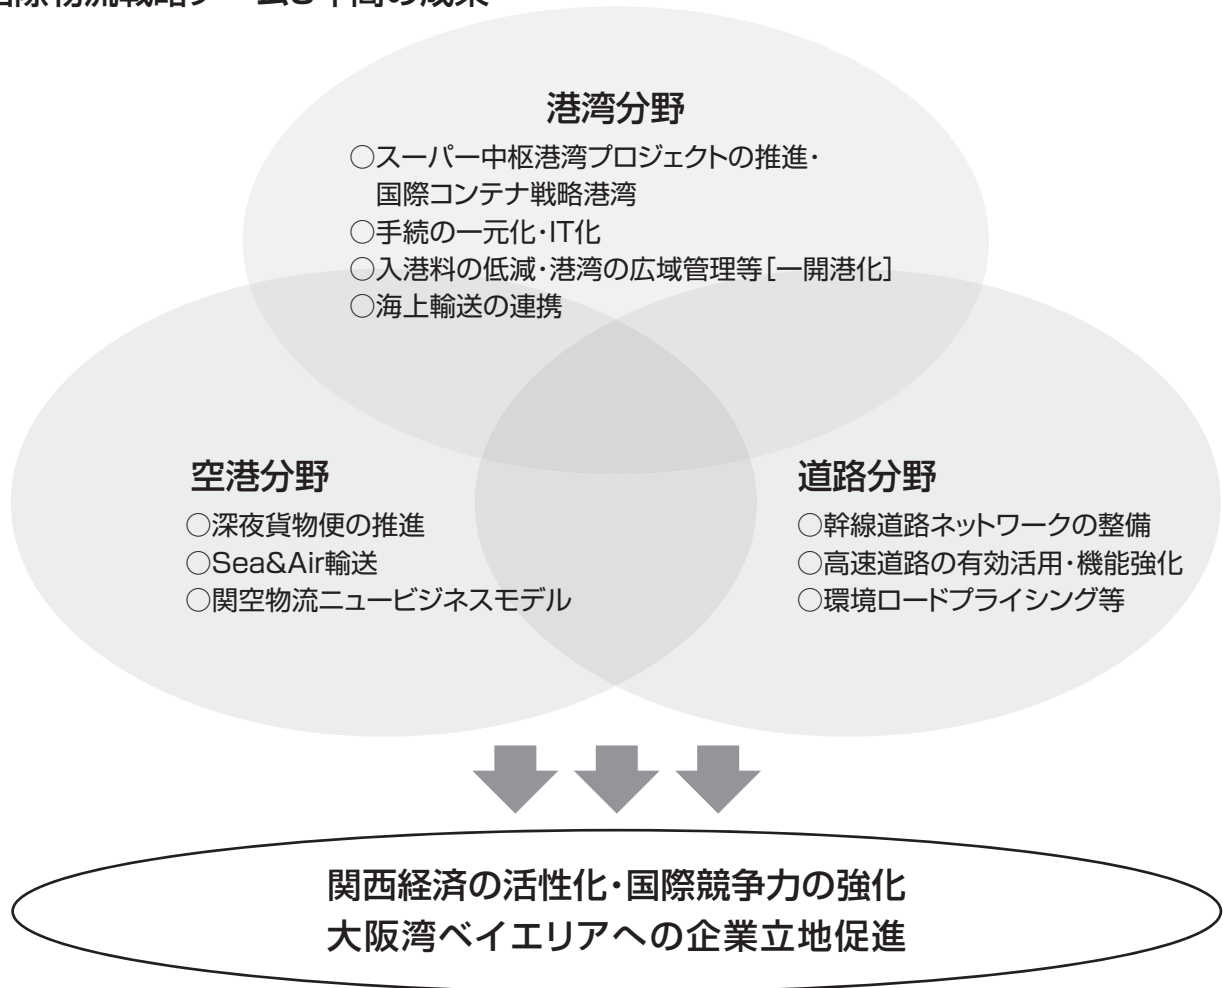 港湾分野
○スーパー中枢港湾プロジェクトの推進・
国際コンテナ戦略港湾
○手続の一元化・IT化
○入港料の低減・港湾の広域管理等[一開港化]
○海上輸送の連携
空港分野
○深夜貨物便の推進
○Sea&Air輸送
○関空物流ニュービジネスモデル
道路分野
○幹線道路ネットワークの整備
○高速道路の有効活用・機能強化
○環境ロードプライシング等
関西経済の活性化・国際競争力の強化
大阪湾ベイエリアへの企業立地促進